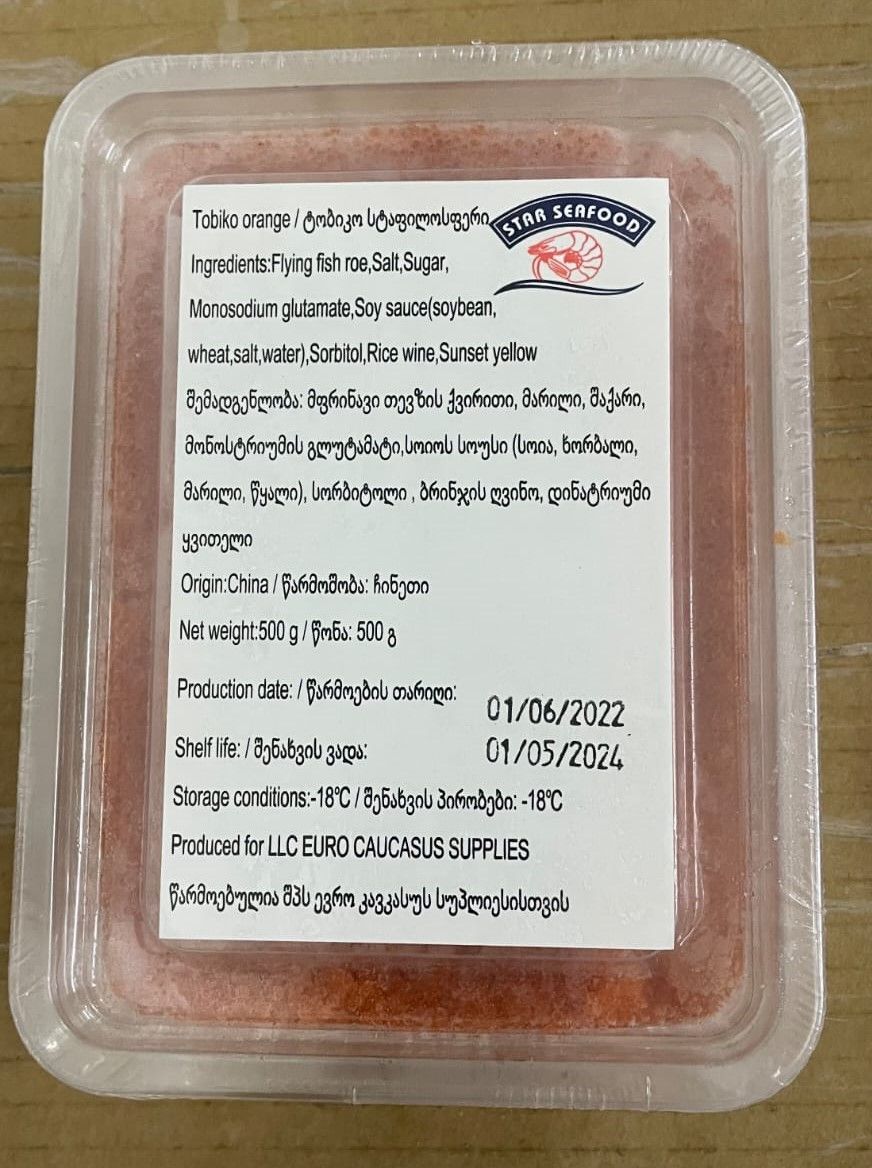 Tobiko orange / ტობიკო სტაფილოსფერი
STAR SEAFOOD
Ingredients:Flying fish roe,Salt,Sugar,
Monosodium glutamate,Soy sauce(soybean,
wheat,salt,water),Sorbitol,Rice wine,Sunset yellow
შემადგენლობა: მფრინავი თევზის ქვირითი, მარილი, შაქარი,
მონოსტრიუმის გლუტამატი,სოიოს სოუსი (სოია, ხორბალი,
მარილი, წყალი), სორბიტოლი , ბრინჯის ღვინო, დინატრიუმი
ყვითელი
Origin:China / წარმოშობა: ჩინეთი
Net weight:500 g / წონა: 500 გ
Production date: / წარმოების თარიღი: 01/06/2022
Shelf life: / შენახვის ვადა: 01/05/2024
Storage conditions:-18°C / შენახვის პირობები: -18°C
Produced for LLC EURO CAUCASUS SUPPLIES
წარმოებულია შპს ევრო კავკასუს სუპლიესისთვის